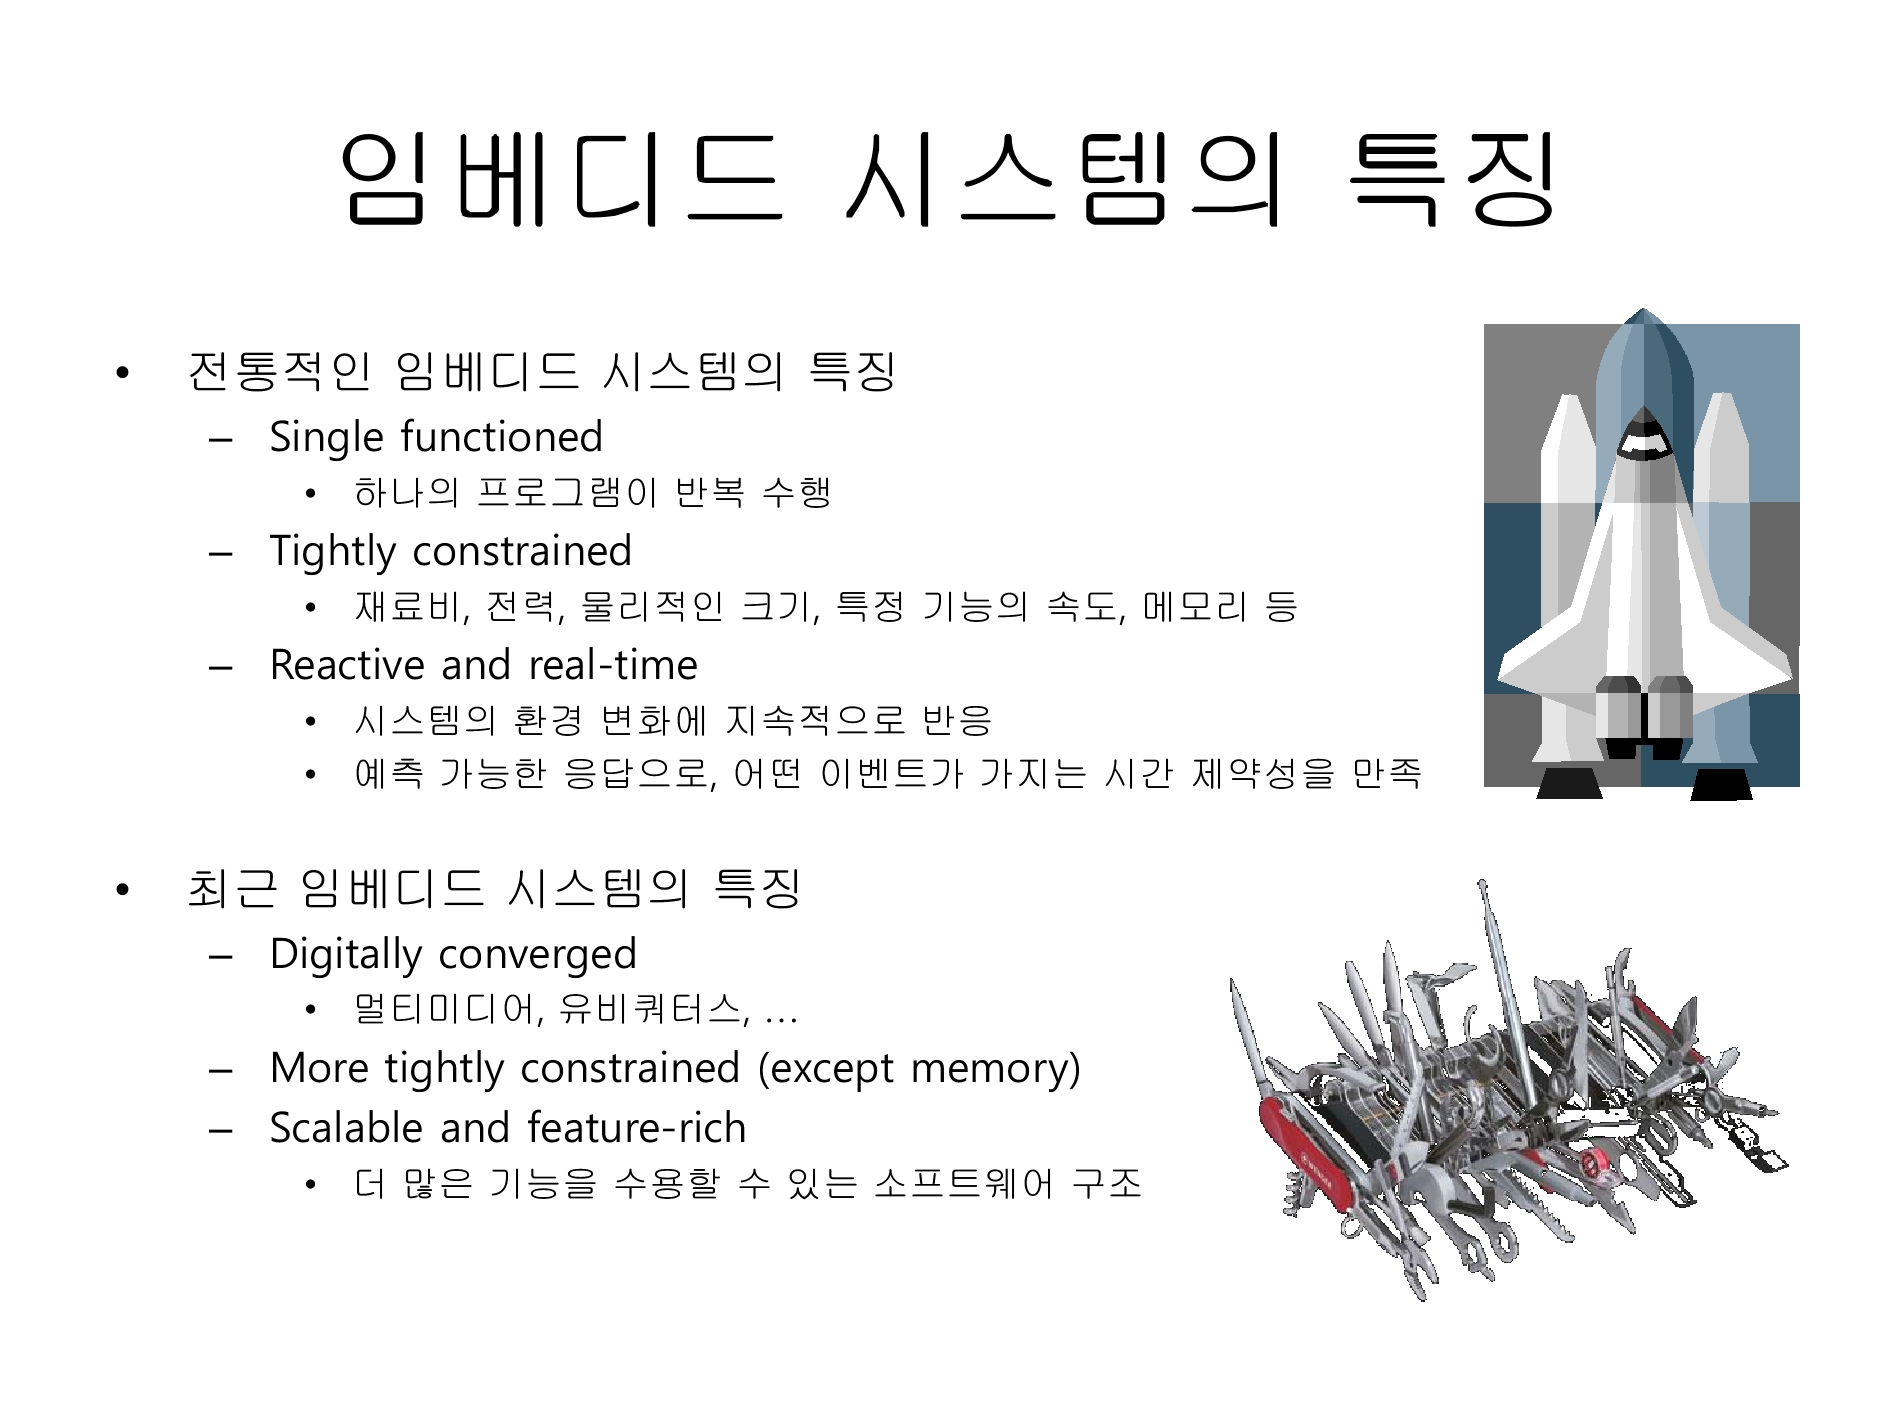 임베디드 시스템의 특징
• 전통적인 임베디드 시스템의 특징
– Single functioned
• 하나의 프로그램이 반복 수행
– Tightly constrained
• 재료비, 전력, 물리적인 크기, 특정 기능의 속도, 메모리 등
– Reactive and real-time
• 시스템의 환경 변화에 지속적으로 반응
• 예측 가능한 응답으로, 어떤 이벤트가 가지는 시간 제약성을 만족
• 최근 임베디드 시스템의 특징
– Digitally converged
• 멀티미디어, 유비쿼터스, …
– More tightly constrained (except memory)
– Scalable and feature-rich
• 더 많은 기능을 수용할 수 있는 소프트웨어 구조